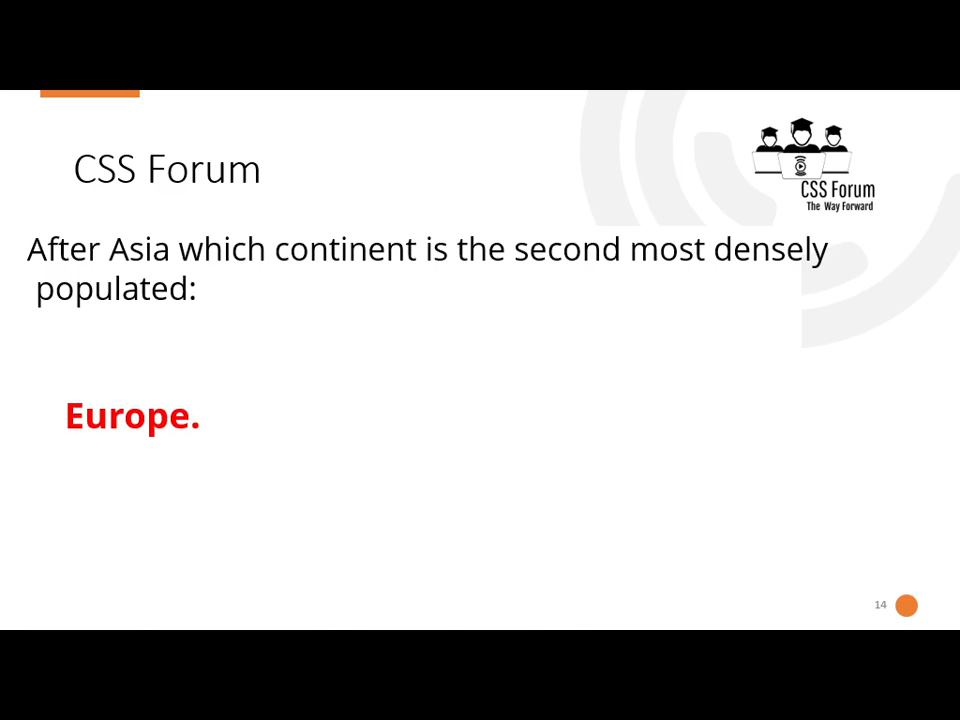 CSS Forum
CSS Forum
The Way Forward
After Asia which continent is the second most densely
populated:
Europe.
14